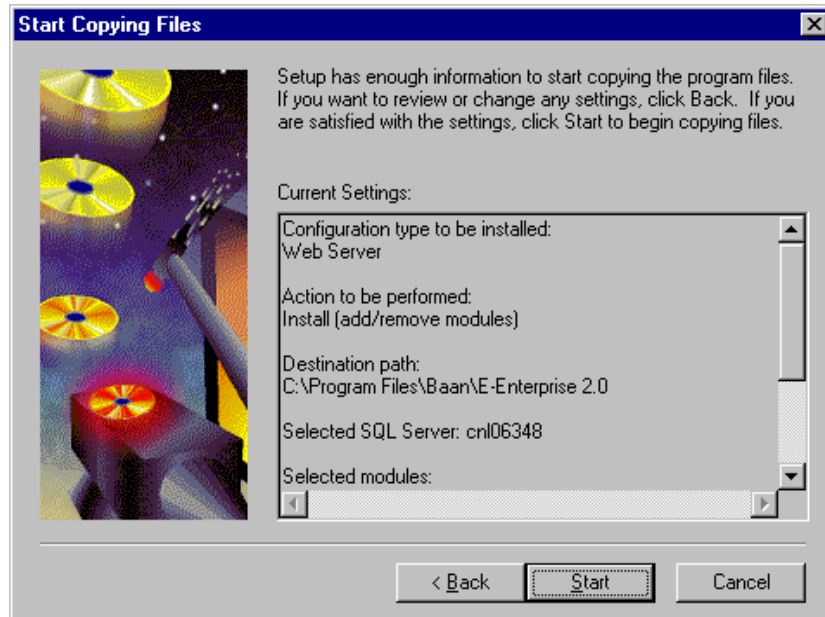 Start Copying Files
Setup has enough information to start copying the program files.
If you want to review or change any settings, click Back.  If you
are satisfied with the settings, click Start to begin copying files.
Current Settings:
Configuration type to be installed:
Web Server
Action to be performed:
Install (add/remove modules)
Destination path:
C:\Program Files\Baan\E-Enterprise 2.0
Selected SQL Server: cnl06348
Selected modules:
< Back
Start
Cancel